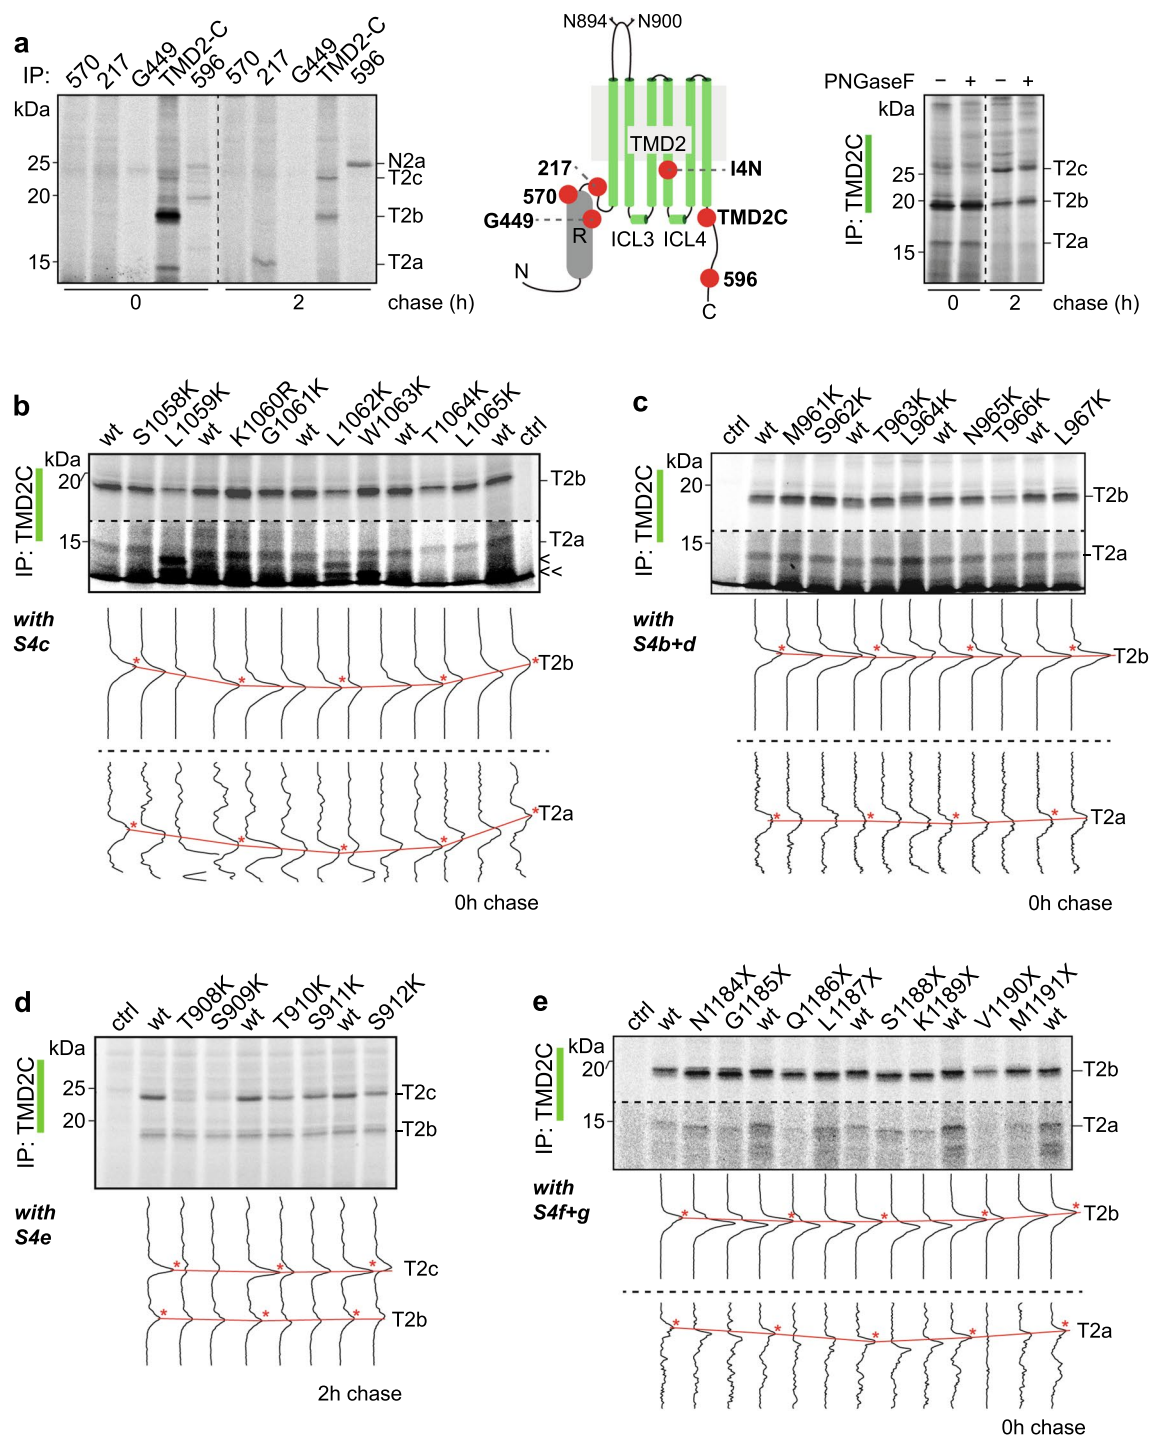 a
IP: 570 217 G449 TMD2-C 596 570 217 G449 TMD2-C 596
kDa
25
20
15
N2a
T2c
T2b
T2a
0 2 chase (h)
N894 N900
TMD2
217
570
G449
I4N
TMD2C
R
ICL3 ICL4
N
596
C
PNGaseF – + – +
kDa
25
20
15
IP: TMD2C
T2c
T2b
T2a
0 2 chase (h)
b
wt S1058K L1059K wt K1060R G1061K wt L1062K W1063K wt T1064K L1065K wt ctrl
kDa
20
15
IP: TMD2C
T2b
T2a
<
<<
with
S4c
T2b
T2a
0h chase
c
ctrl wt M961K S962K wt T963K L964K wt N965K T966K wt L967K
kDa
20
15
IP: TMD2C
T2b
T2a
with
S4b+d
T2b
T2a
0h chase
d
ctrl wt T908K S909K wt T910K S911K wt S912K
kDa
25
20
IP: TMD2C
T2c
T2b
with
S4e
T2c
T2b
2h chase
e
ctrl wt N1184X G1185X wt Q1186X L1187X wt S1188X K1189X wt V1190X M1191X wt
kDa
20
15
IP: TMD2C
T2b
T2a
with
S4f+g
T2b
T2a
0h chase